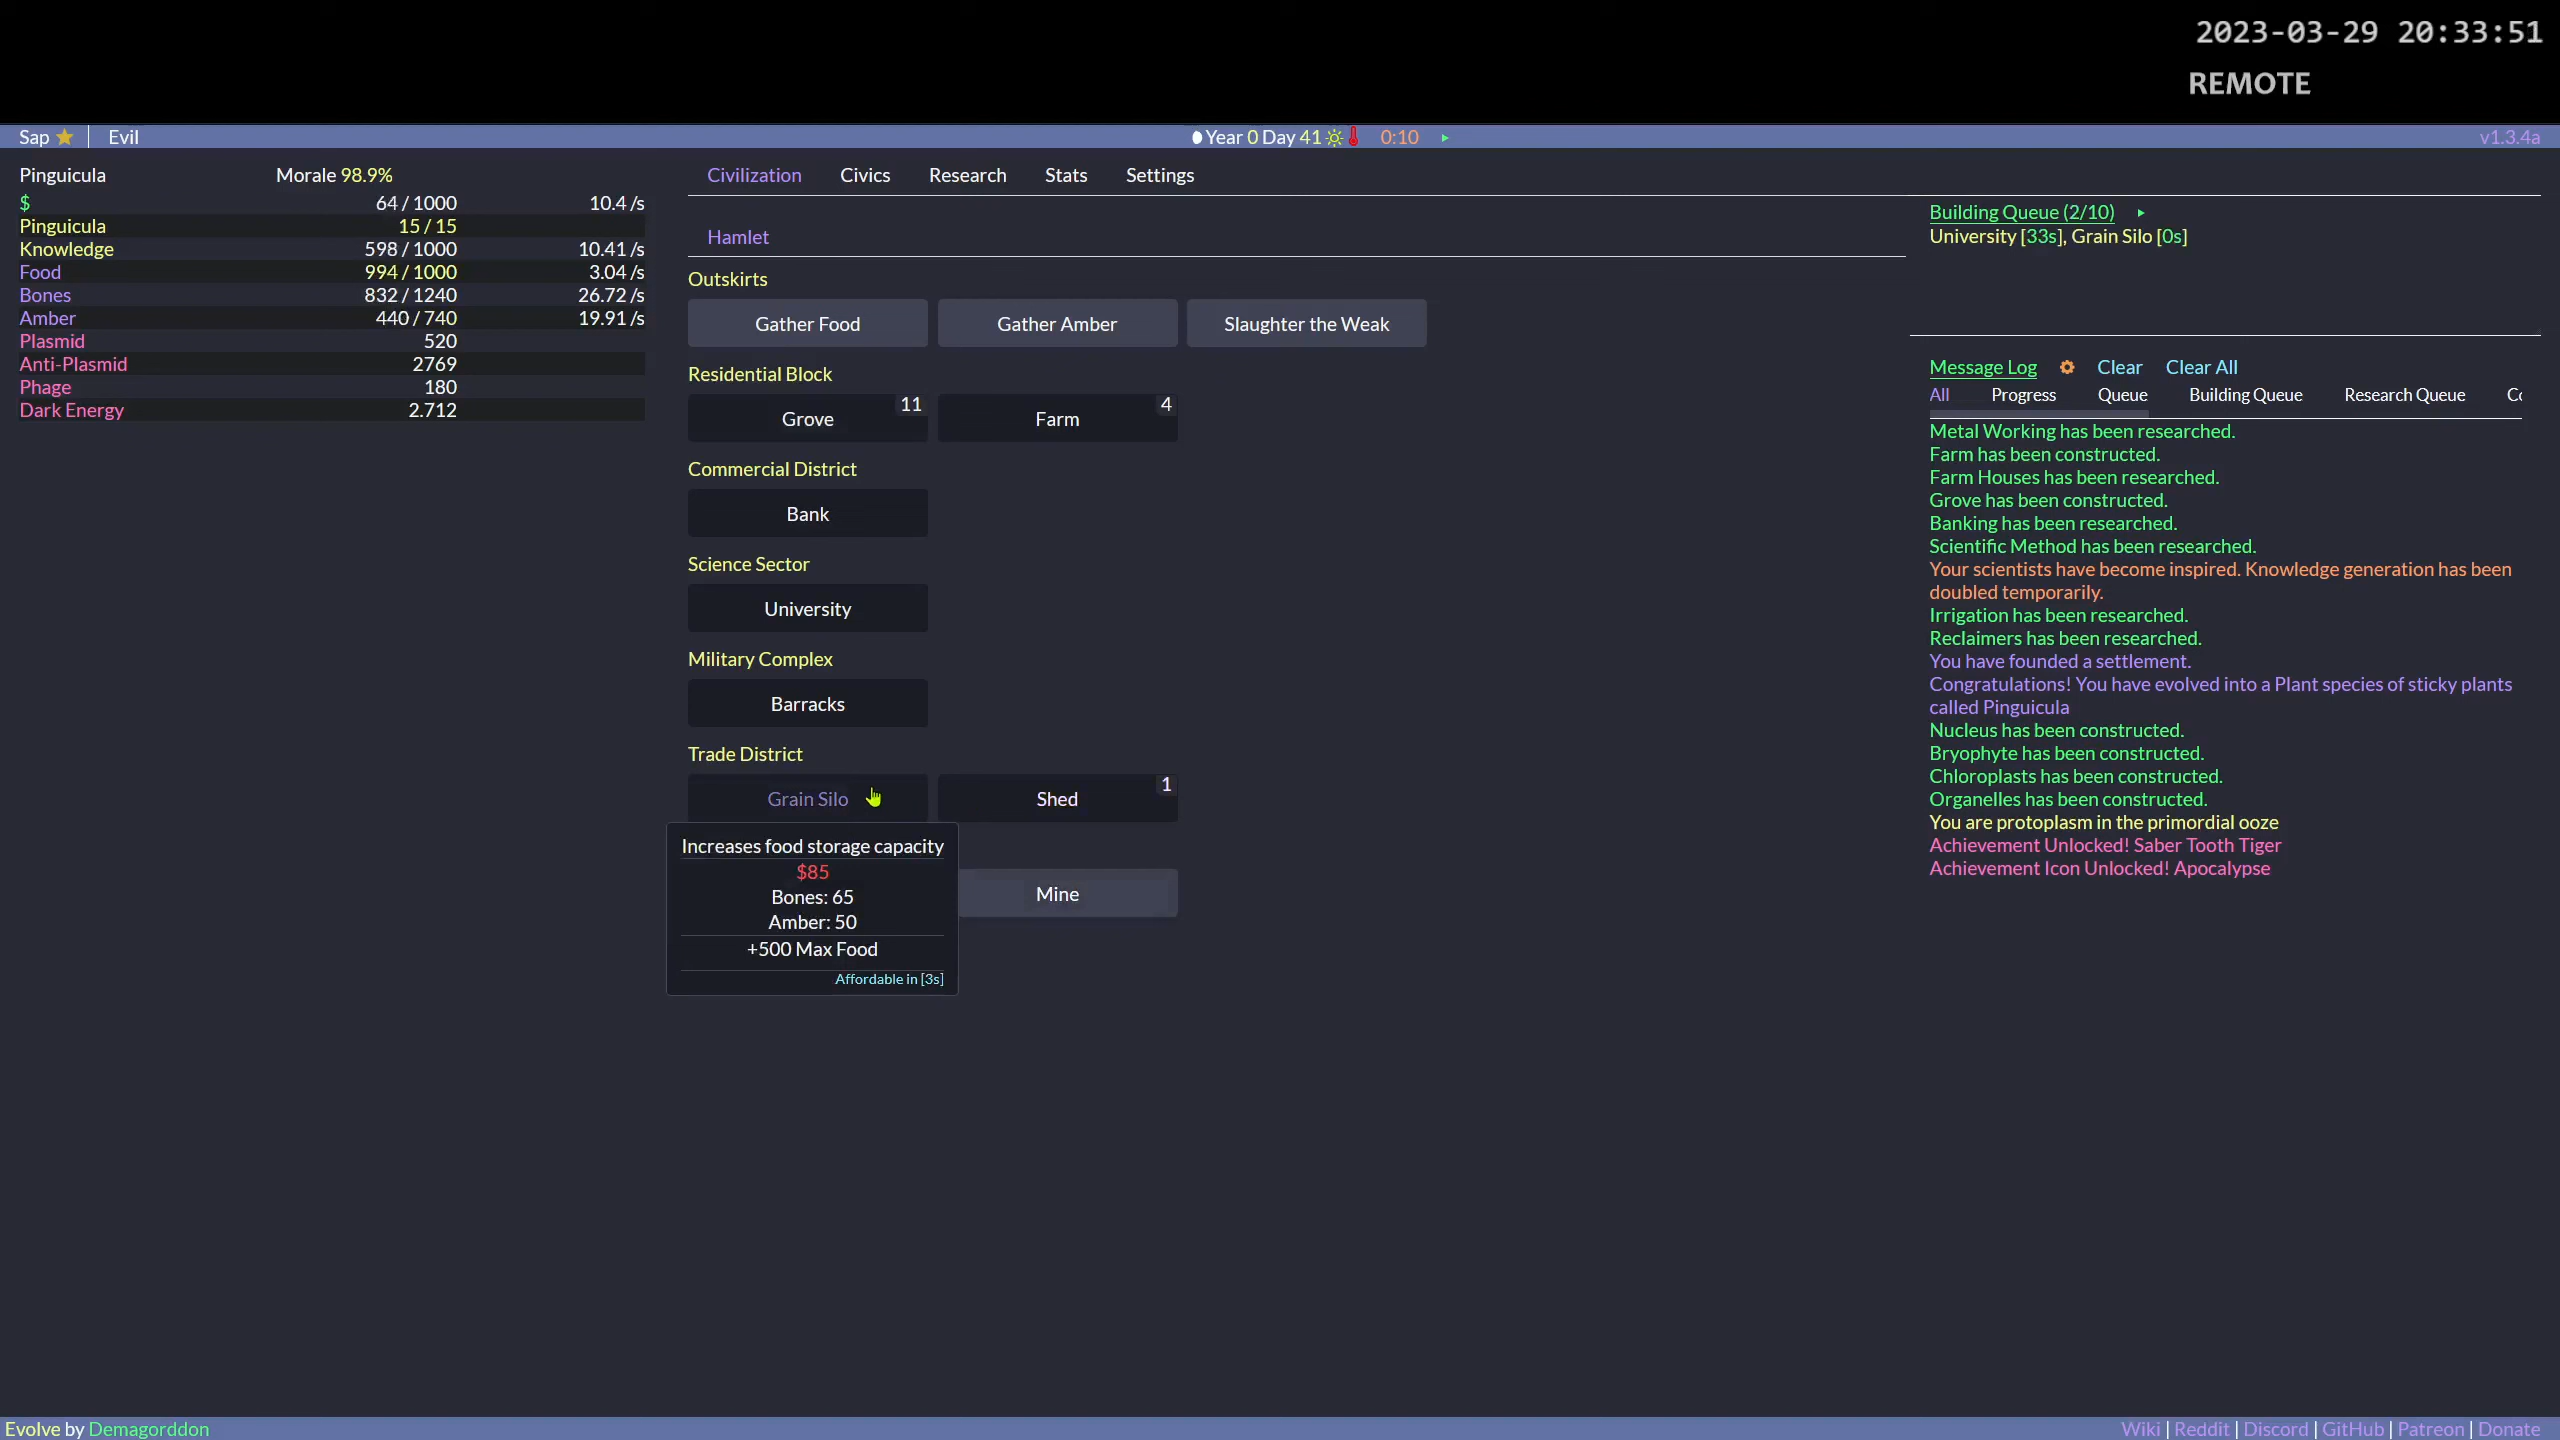 2023-03-29 20:33:51
REMOTE
Sap Evil Year 0 Day 41 0:10 v1.3.4a
Pinguicula Morale 98.9%
$ 64 / 1000 10.4 /s
Pinguicula 15 / 15
Knowledge 598 / 1000 10.41 /s
Food 994 / 1000 3.04 /s
Bones 832 / 1240 26.72 /s
Amber 440 / 740 19.91 /s
Plasmid 520
Anti-Plasmid 2769
Phage 180
Dark Energy 2.712
Civilization Civics Research Stats Settings
Hamlet
Outskirts
Gather Food Gather Amber Slaughter the Weak
Residential Block
Grove 11 Farm 4
Commercial District
Bank
Science Sector
University
Military Complex
Barracks
Trade District
Grain Silo Shed 1
Increases food storage capacity
$85
Bones: 65
Amber: 50
+500 Max Food
Affordable in [3s]
Mine
Building Queue (2/10)
University [33s], Grain Silo [0s]
Message Log Clear Clear All
All Progress Queue Building Queue Research Queue
Metal Working has been researched.
Farm has been constructed.
Farm Houses has been researched.
Grove has been constructed.
Banking has been researched.
Scientific Method has been researched.
Your scientists have become inspired. Knowledge generation has been
doubled temporarily.
Irrigation has been researched.
Reclaimers has been researched.
You have founded a settlement.
Congratulations! You have evolved into a Plant species of sticky plants
called Pinguicula
Nucleus has been constructed.
Bryophyte has been constructed.
Chloroplasts has been constructed.
Organelles has been constructed.
You are protoplasm in the primordial ooze
Achievement Unlocked! Saber Tooth Tiger
Achievement Icon Unlocked! Apocalypse
Evolve by Demagorddon
Wiki | Reddit | Discord | GitHub | Patreon | Donate